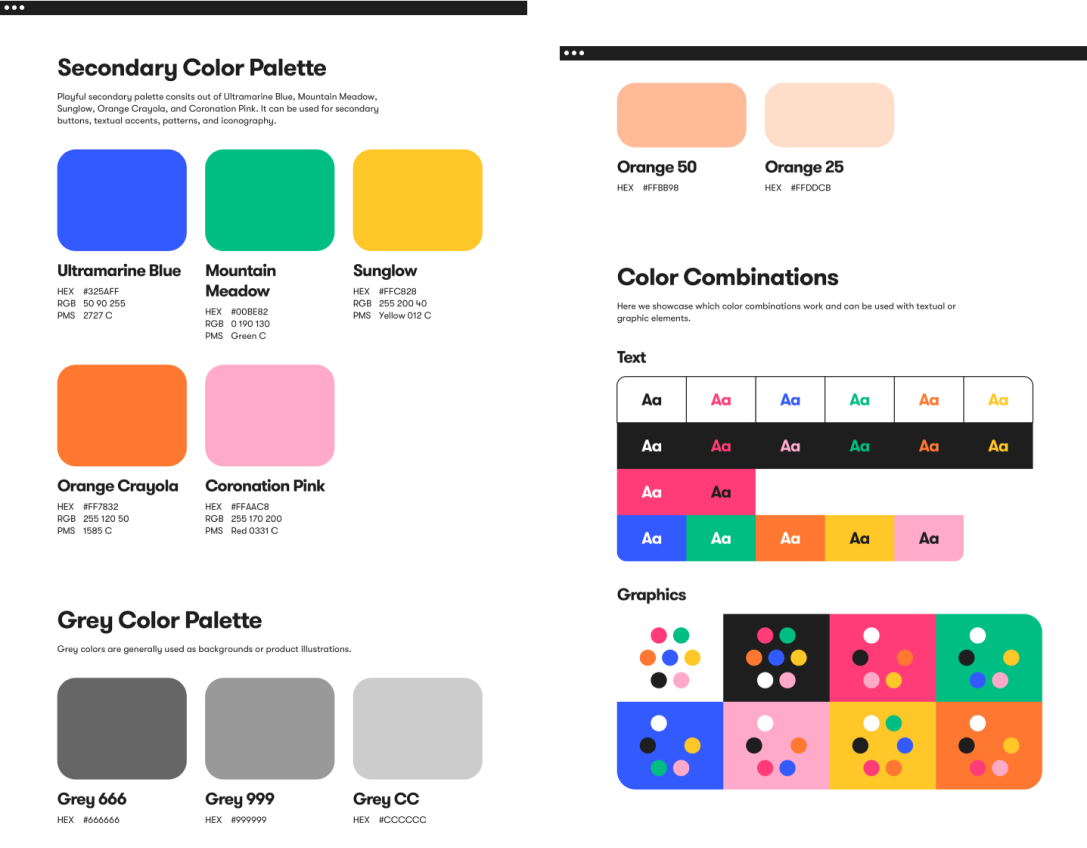 Secondary Color Palette
Playful secondary palette consits out of Ultramarine Blue, Mountain Meadow,
Sunglow, Orange Crayola, and Coronation Pink. It can be used for secondary
buttons, textual accents, patterns, and iconography.
Ultramarine Blue
HEX #325AFF
RGB 50 90 255
PMS 2727 C
Mountain
Meadow
HEX #00BE82
RGB 0 190 130
PMS Green C
Sunglow
HEX #FFC828
RGB 255 200 40
PMS Yellow 012 C
Orange Crayola
HEX #FF7832
RGB 255 120 50
PMS 1585 C
Coronation Pink
HEX #FFAAC8
RGB 255 170 200
PMS Red 0331 C
Grey Color Palette
Grey colors are generally used as backgrounds or product illustrations.
Grey 666
HEX #666666
Grey 999
HEX #999999
Grey CC
HEX #CCCCCC
Orange 50
HEX #FFBB98
Orange 25
HEX #FFDDCB
Color Combinations
Here we showcase which color combinations work and can be used with textual or
graphic elements.
Text
Aa Aa Aa Aa Aa Aa
Aa Aa Aa Aa Aa Aa
Aa Aa
Aa Aa Aa Aa Aa
Graphics